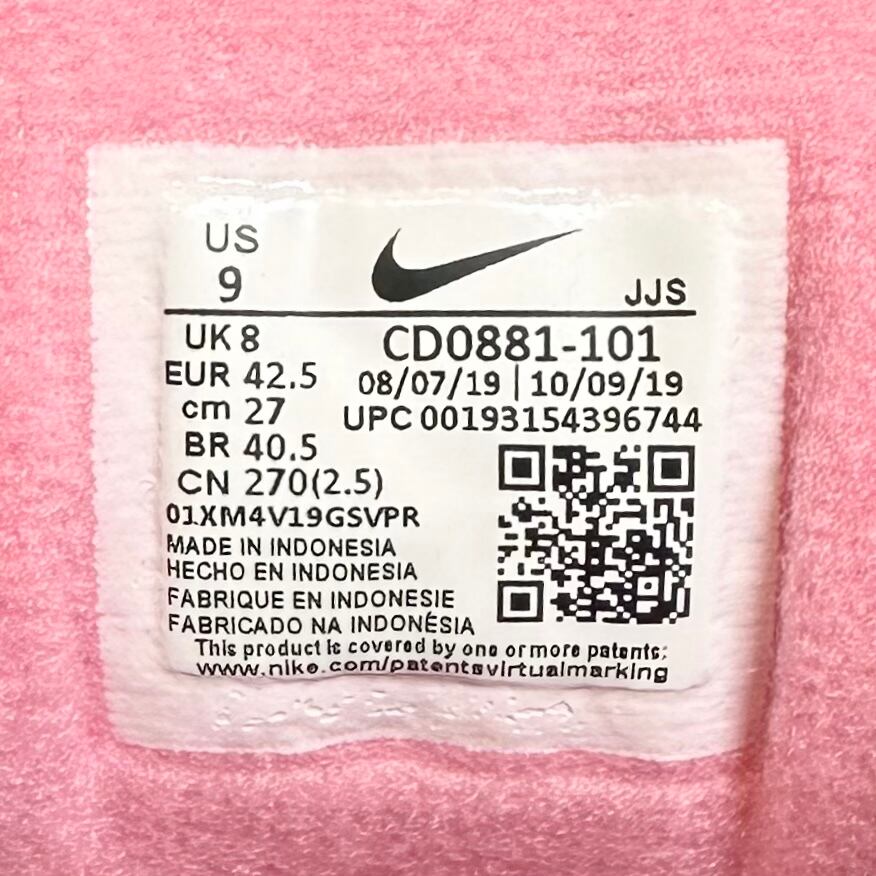 US
9
JJS
UK 8
CD0881-101
EUR 42.5
08/07/19 | 10/09/19
cm 27
UPC 00193154396744
BR 40.5
CN 270(2.5)
01XM4V19GSVPR
MADE IN INDONESIA
HECHO EN INDONESIA
FABRIQUE EN INDONESIE
FABRICADO NA INDONÉSIA
This product is covered by one or more patents:
www.nike.com/patentsvirtualmarking